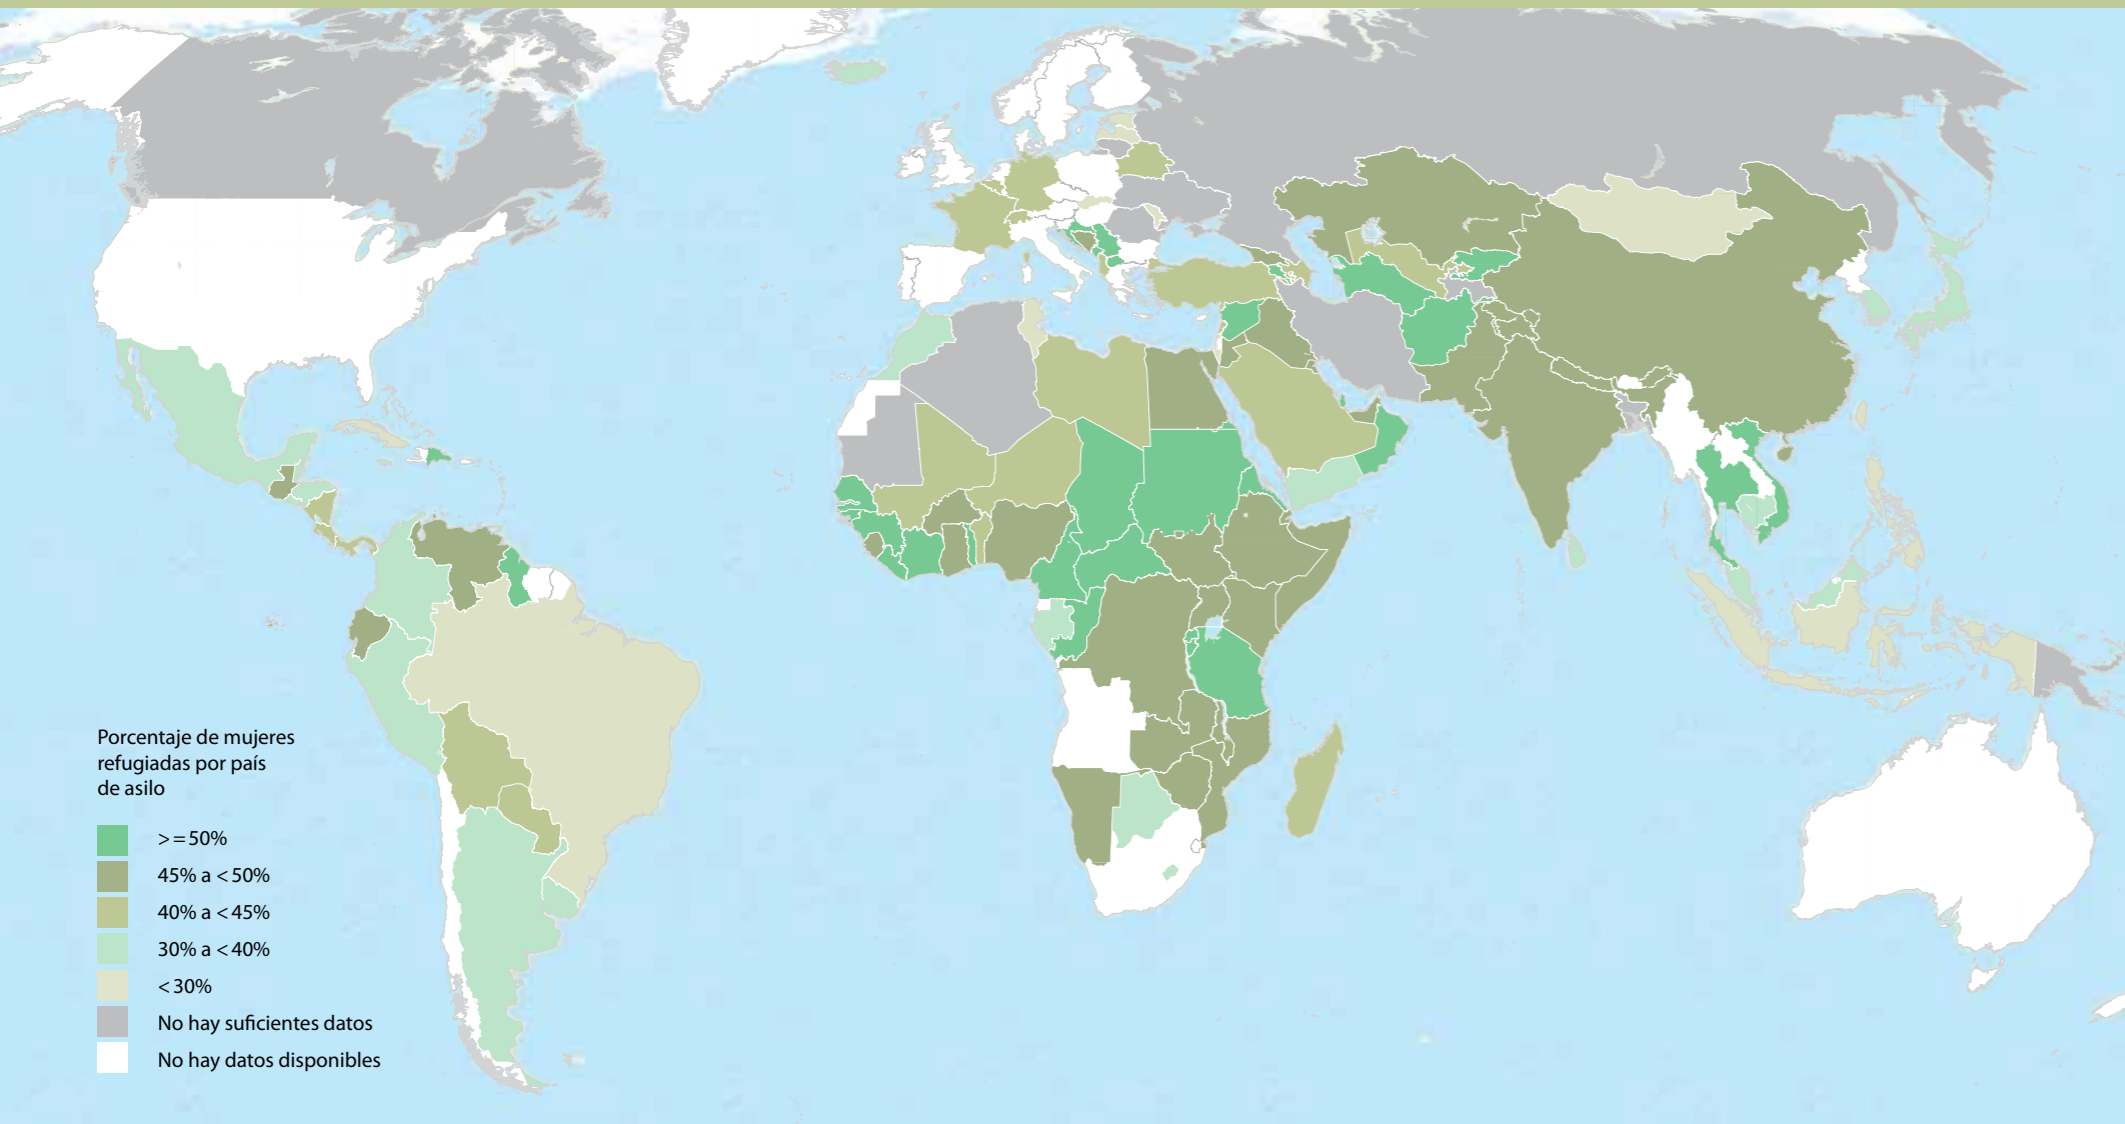 Porcentaje de mujeres
refugiadas por país
de asilo
>=50%
45% a <50%
40% a <45%
30% a <40%
<30%
No hay suficientes datos
No hay datos disponibles